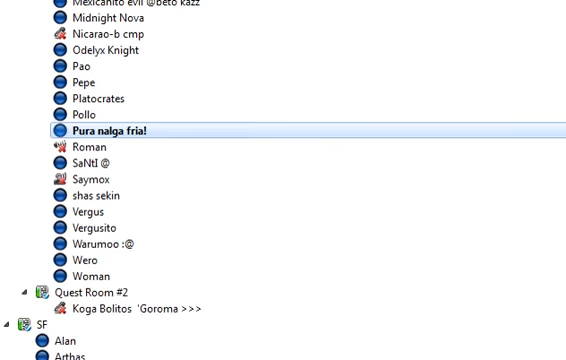 Mexicanito evil @beto kazz
Midnight Nova
Nicarao-b cmp
Odelyx Knight
Pao
Pepe
Platocrates
Pollo
Pura nalga fria!
Roman
SaNtI @
Saymox
shas sekin
Vergus
Vergusito
Warumoo :@
Wero
Woman
Quest Room #2
Koga Bolitos 'Goroma >>>
SF
Alan
Arthas